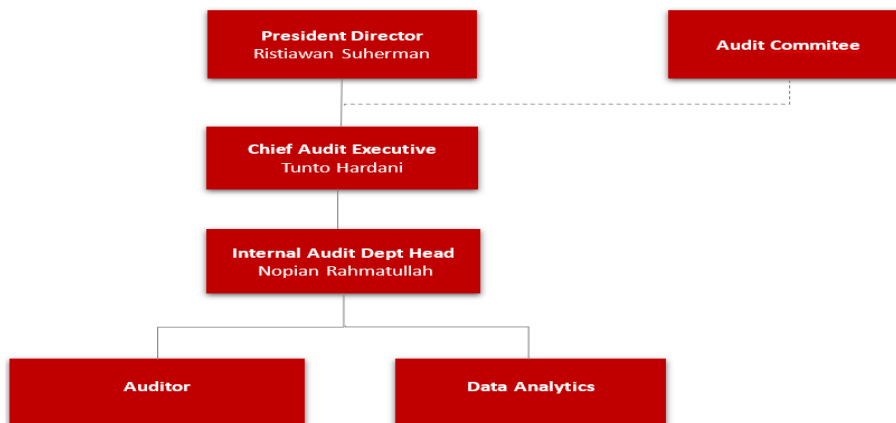 President Director
Ristiawan Suherman
Audit Commitee
Chief Audit Executive
Tunto Hardani
Internal Audit Dept Head
Nopian Rahmatullah
Auditor
Data Analytics